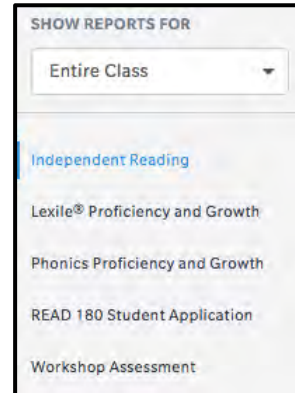 SHOW REPORTS FOR
Entire Class
Independent Reading
Lexile® Proficiency and Growth
Phonics Proficiency and Growth
READ 180 Student Application
Workshop Assessment